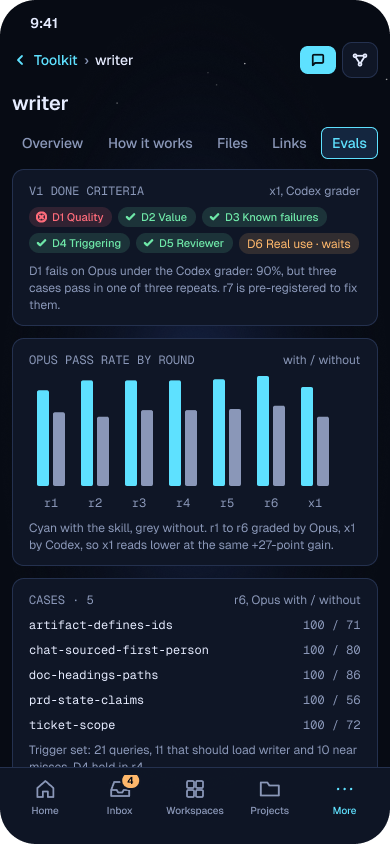 9:41
Toolkit › writer
writer
Overview How it works Files Links Evals
V1 DONE CRITERIA x1, Codex grader
D1 Quality D2 Value D3 Known failures
D4 Triggering D5 Reviewer D6 Real use · waits
D1 fails on Opus under the Codex grader: 90%, but three
cases pass in one of three repeats. r7 is pre-registered to fix
them.
OPUS PASS RATE BY ROUND with / without
r1 r2 r3 r4 r5 r6 x1
Cyan with the skill, grey without. r1 to r6 graded by Opus, x1
by Codex, so x1 reads lower at the same +27-point gain.
CASES · 5 r6, Opus with / without
artifact-defines-ids 100 / 71
chat-sourced-first-person 100 / 80
doc-headings-paths 100 / 86
prd-state-claims 100 / 56
ticket-scope 100 / 72
Trigger set: 21 queries, 11 that should load writer and 10 near
misses. D4 held in r4.
4
Home Inbox Workspaces Projects More